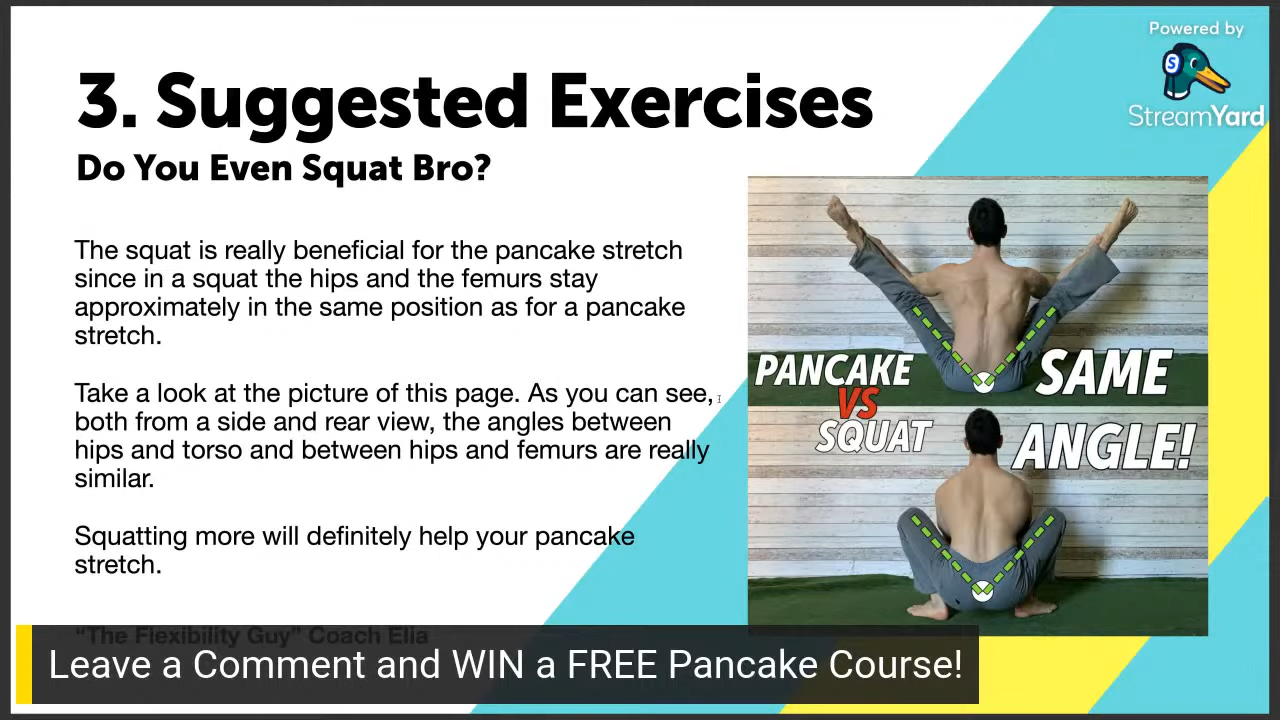 Powered by
S
StreamYard
3. Suggested Exercises
Do You Even Squat Bro?
The squat is really beneficial for the pancake stretch
since in a squat the hips and the femurs stay
approximately in the same position as for a pancake
stretch.
Take a look at the picture of this page. As you can see,
both from a side and rear view, the angles between
hips and torso and between hips and femurs are really
similar.
Squatting more will definitely help your pancake
stretch.
PANCAKE
VS
SQUAT
SAME
ANGLE!
“The Flexibility Guy” Coach Elia
Leave a Comment and WIN a FREE Pancake Course!